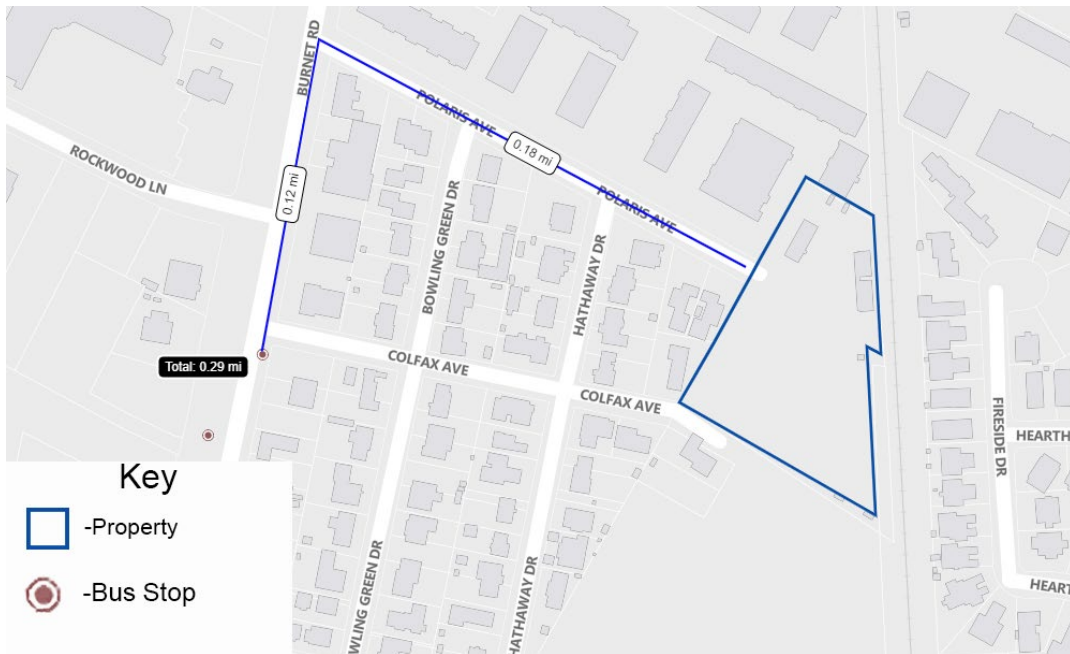 BURNET RD
POLARIS AVE
0.18 mi
ROCKWOOD LN
0.12 mi
POLARIS AVE
BOWLING GREEN DR
HATHAWAY DR
Total: 0.29 mi
COLFAX AVE
COLFAX AVE
FIRESIDE DR
HEARTH
Key
-Property
-Bus Stop
WLING GREEN DR
HATHAWAY DR
HEART